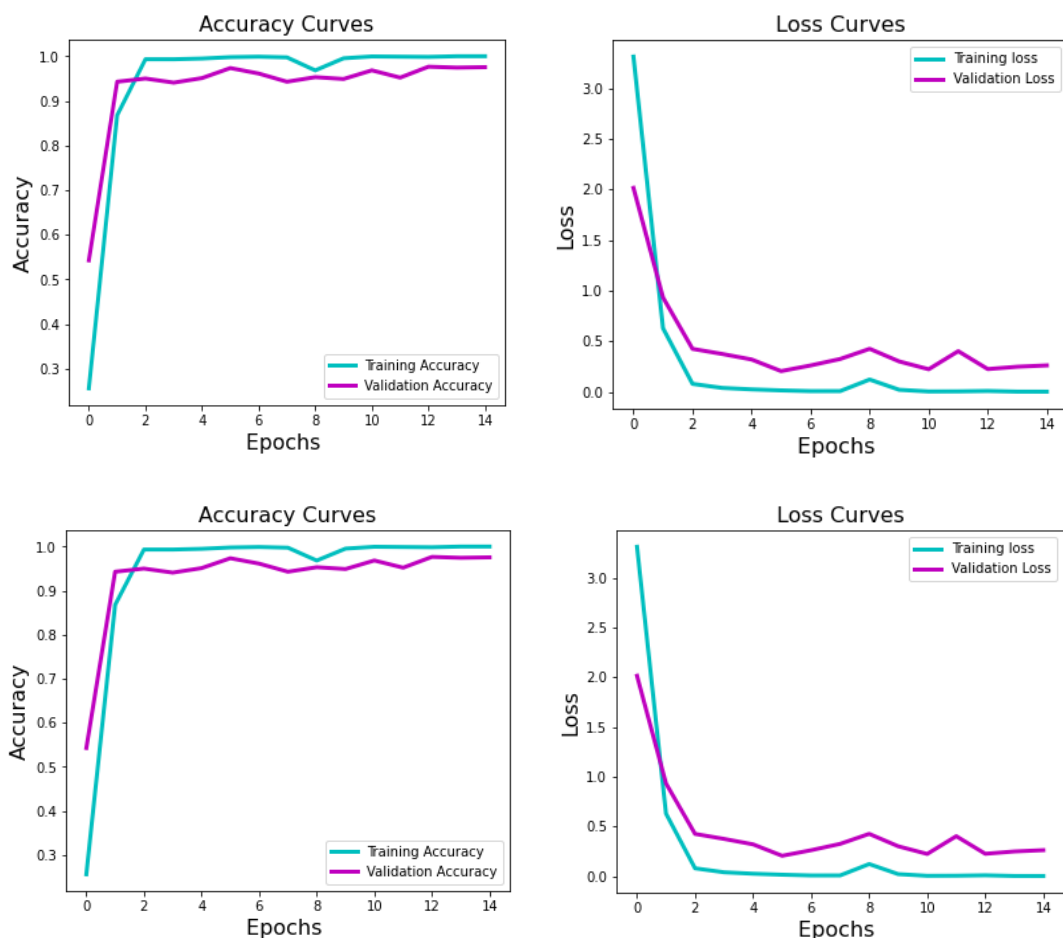 Accuracy Curves
1.0
0.9
0.8
0.7
0.6
0.5
0.4
0.3
Accuracy
Training Accuracy
Validation Accuracy
0 2 4 6 8 10 12 14
Epochs
Loss Curves
3.0
2.5
2.0
1.5
1.0
0.5
0.0
Loss
Training loss
Validation Loss
0 2 4 6 8 10 12 14
Epochs
Accuracy Curves
1.0
0.9
0.8
0.7
0.6
0.5
0.4
0.3
Accuracy
Training Accuracy
Validation Accuracy
0 2 4 6 8 10 12 14
Epochs
Loss Curves
3.0
2.5
2.0
1.5
1.0
0.5
0.0
Loss
Training loss
Validation Loss
0 2 4 6 8 10 12 14
Epochs